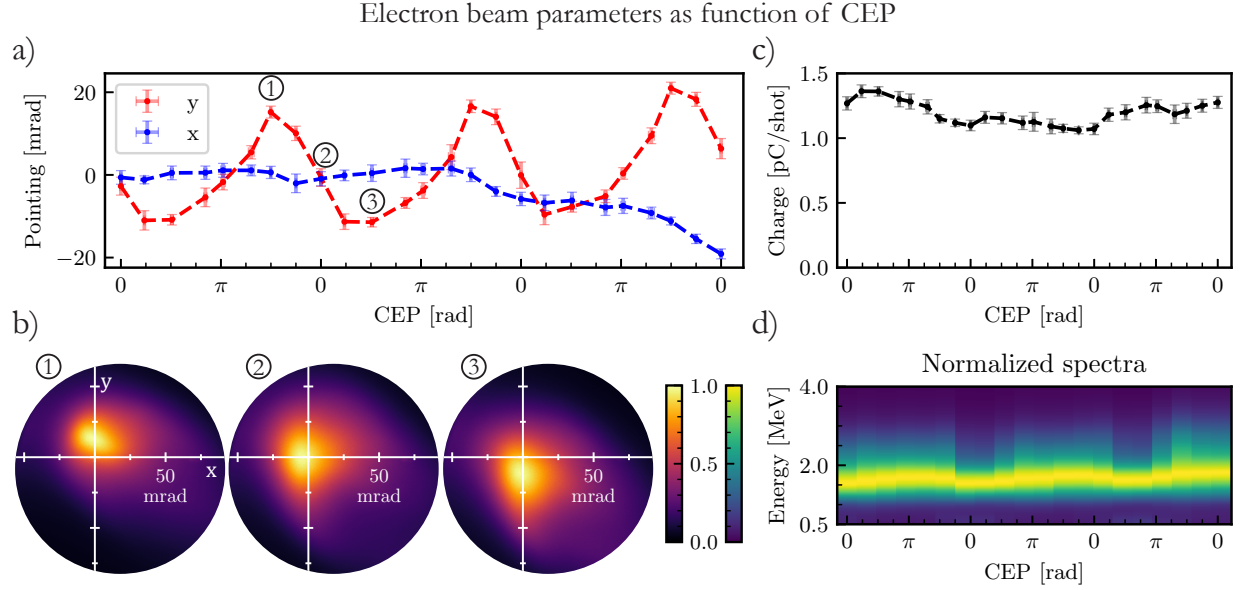 Electron beam parameters as function of CEP
a)
Pointing [mrad]
20
0
−20
y
x
1
2
3
0 π 0 π 0 π 0
CEP [rad]
c)
Charge [pC/shot]
1.5
1.0
0.5
0.0
0 π 0 π 0 π 0
CEP [rad]
b)
1
y
x
50
mrad
2
50
mrad
3
50
mrad
1.0
0.5
0.0
d)
Normalized spectra
Energy [MeV]
4.0
2.0
0.5
0 π 0 π 0 π 0
CEP [rad]